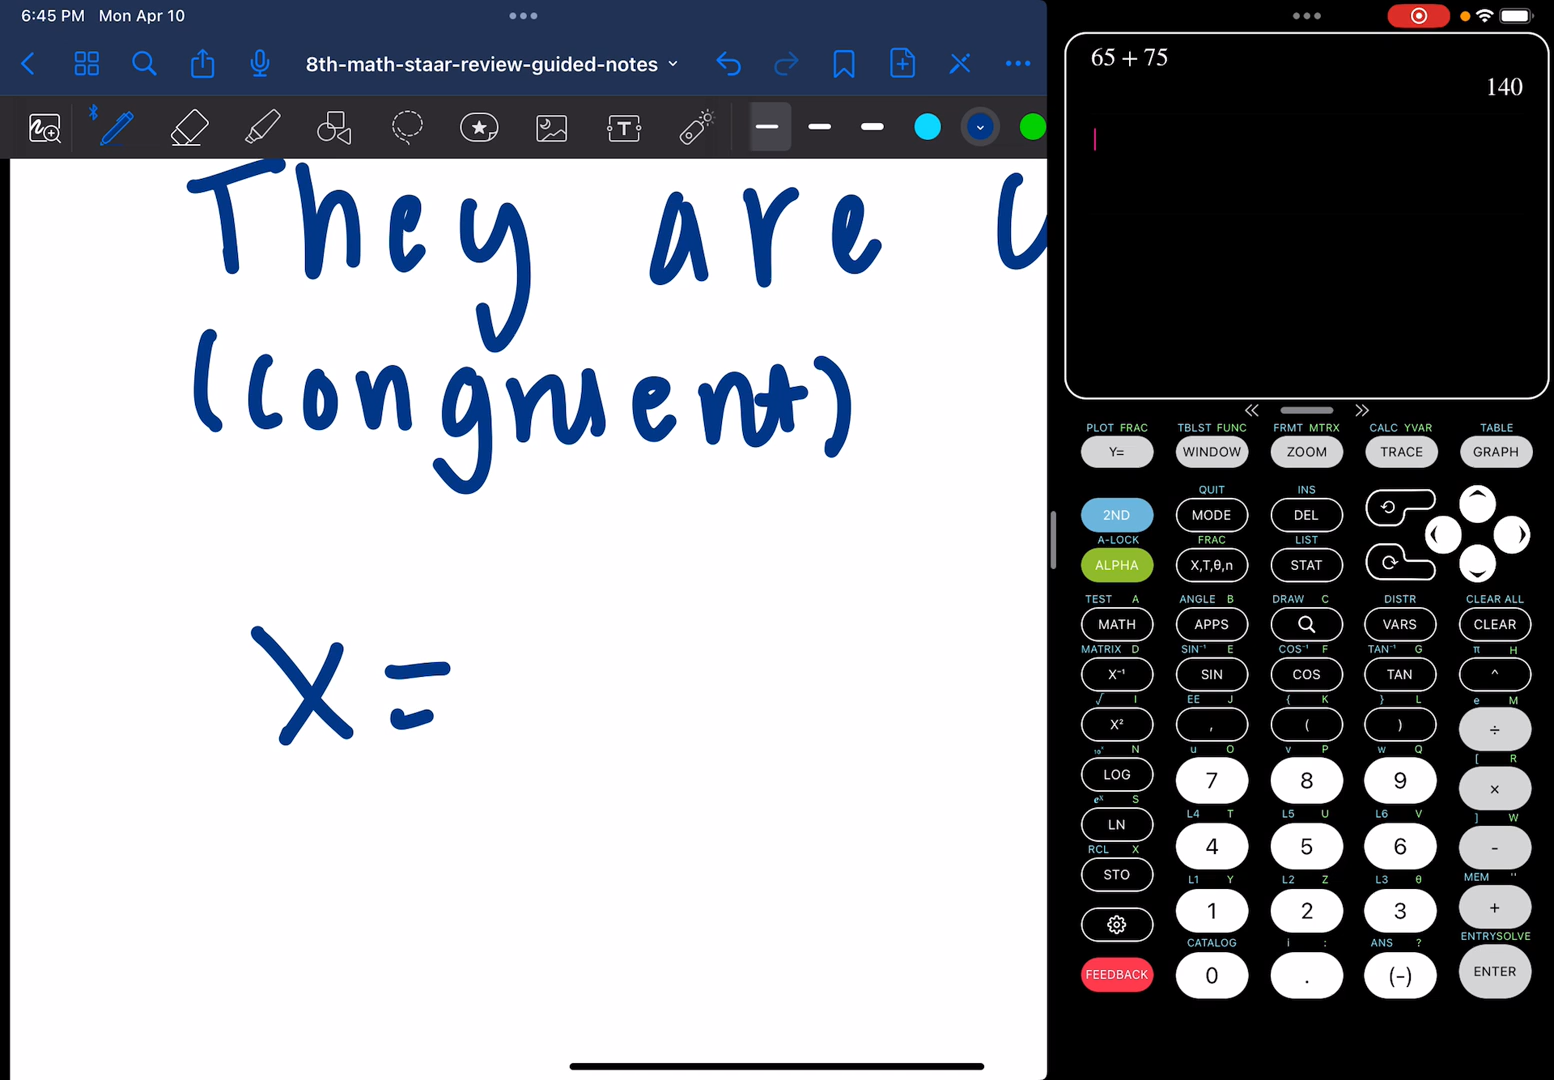 6:45 PM Mon Apr 10
8th-math-staar-review-guided-notes
They are
(congruent)
X =
65 + 75
140
PLOT FRAC TBLST FUNC FRMT MTRX CALC YVAR TABLE
Y= WINDOW ZOOM TRACE GRAPH
QUIT INS
2ND MODE DEL
A-LOCK FRAC LIST
ALPHA X,T,θ,n STAT
TEST A ANGLE B DRAW C DISTR CLEAR ALL
MATH APPS VARS CLEAR
MATRIX D SIN⁻¹ E COS⁻¹ F TAN⁻¹ G π H
X⁻¹ SIN COS TAN ^
√ I EE J { K } L e M
X² , ( ) ÷
10ˣ N u O v P w Q [ R
LOG 7 8 9 ×
eˣ S L4 T L5 U L6 V ] W
LN 4 5 6 -
RCL X L1 Y L2 Z L3 θ MEM "
STO 1 2 3 +
CATALOG i : ANS ? ENTRY SOLVE
FEEDBACK 0 . (-) ENTER